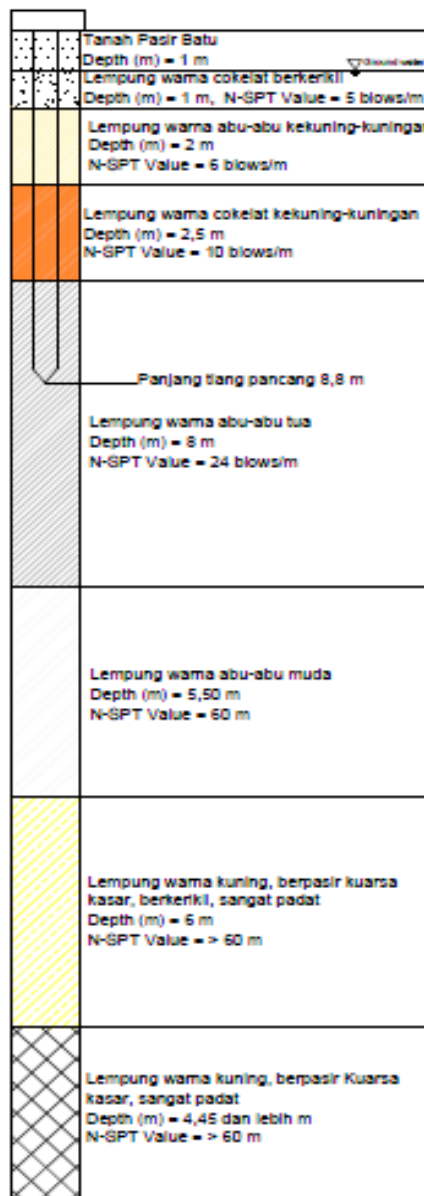 Tanah Pasir Batu
Depth (m) = 1 m
Ground water
Lempung warna cokelat berkerikil
Depth (m) = 1 m, N-SPT Value = 5 blows/m
Lempung warna abu-abu kekuning-kuningan
Depth (m) = 2 m
N-SPT Value = 6 blows/m
Lempung warna cokelat kekuning-kuningan
Depth (m) = 2,5 m
N-SPT Value = 10 blows/m
Panjang tiang pancang 8,8 m
Lempung warna abu-abu tua
Depth (m) = 8 m
N-SPT Value = 24 blows/m
Lempung warna abu-abu muda
Depth (m) = 5,50 m
N-SPT Value = 60 m
Lempung warna kuning, berpasir kuarsa
kasar, berkerikil, sangat padat
Depth (m) = 6 m
N-SPT Value = > 60 m
Lempung warna kuning, berpasir Kuarsa
kasar, sangat padat
Depth (m) = 4,45 dan lebih m
N-SPT Value = > 60 m